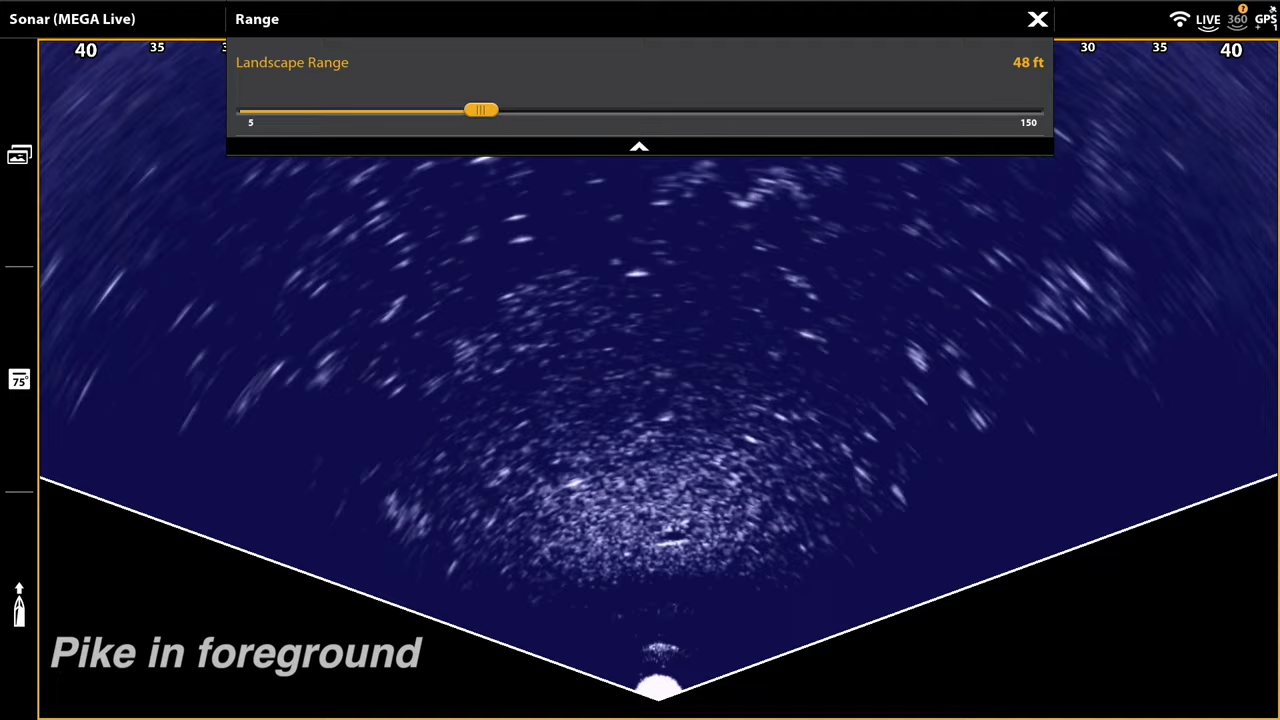 Sonar (MEGA Live)
Range
LIVE
360
?
GPS
+ 1
40
35
30
35
40
Landscape Range
48 ft
5
150
75°
Pike in foreground